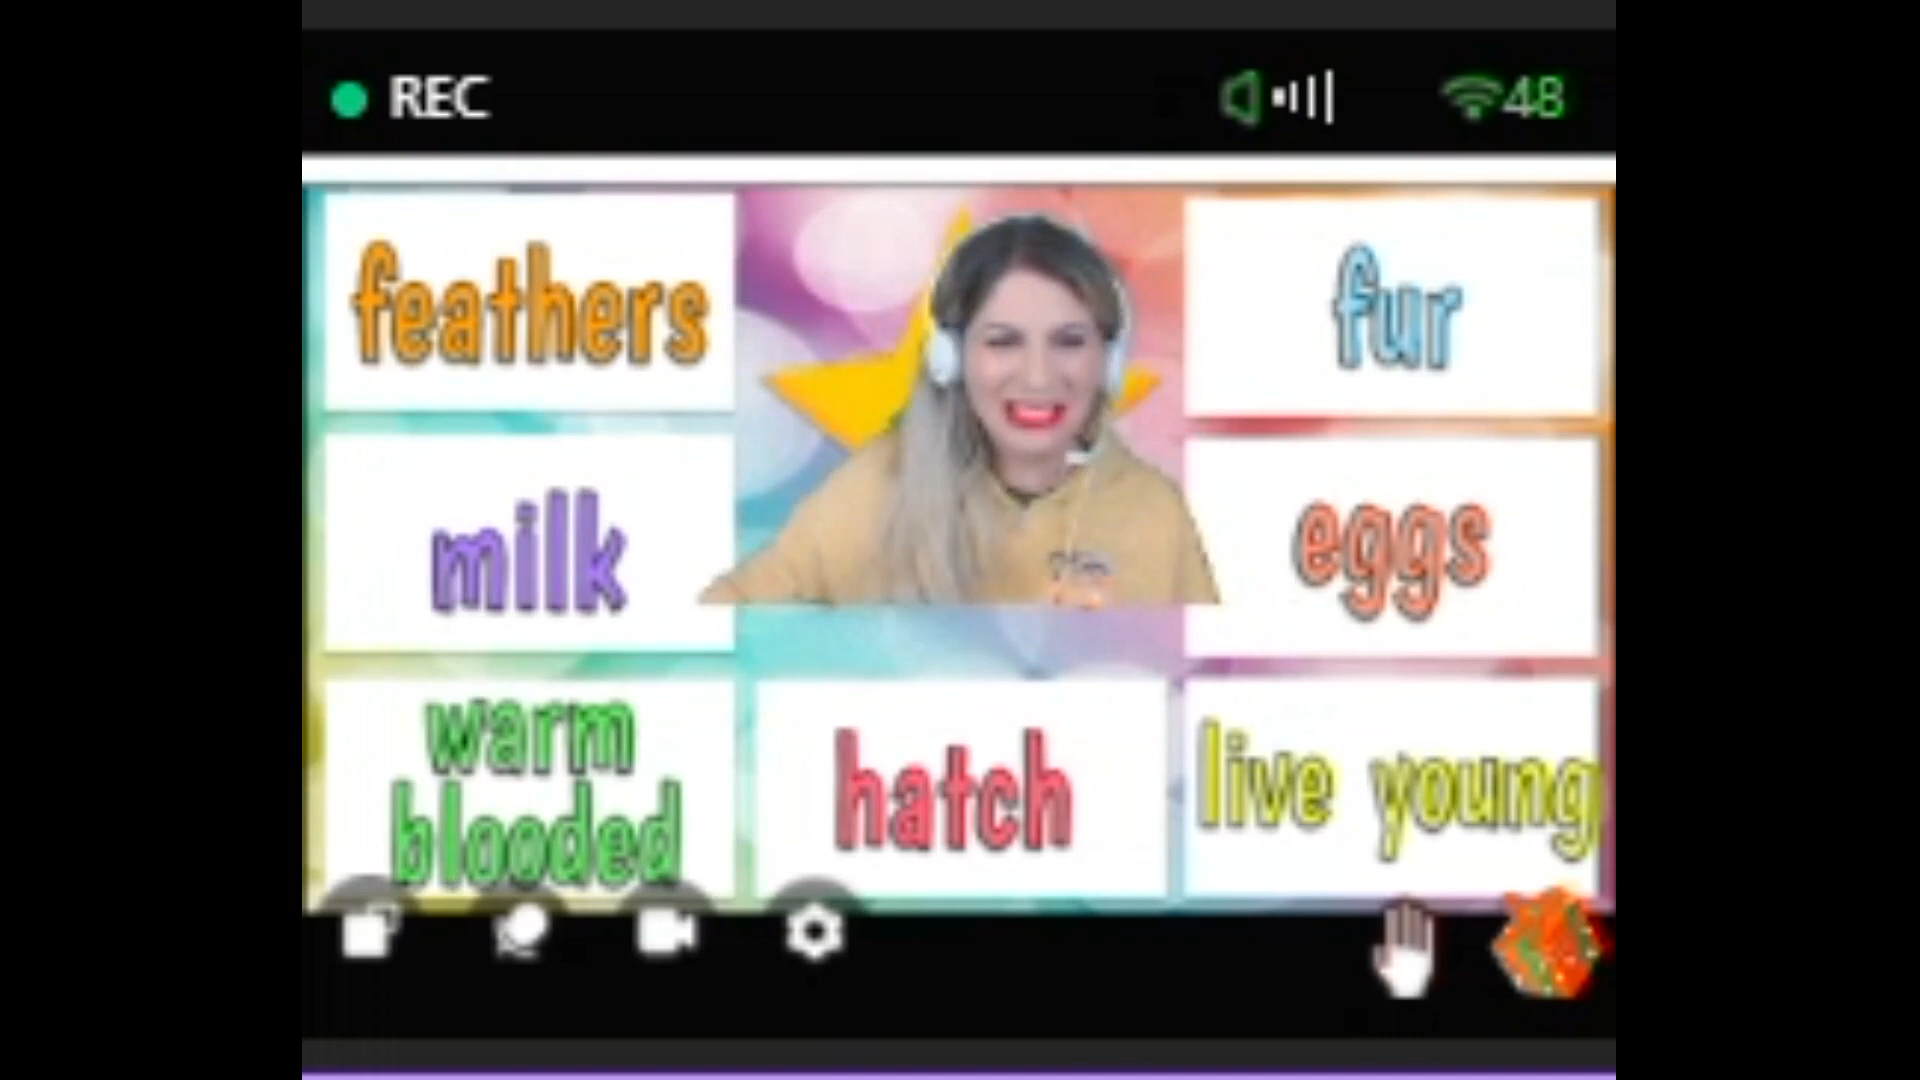 REC
48
feathers
fur
milk
eggs
warm
blooded
hatch
live young